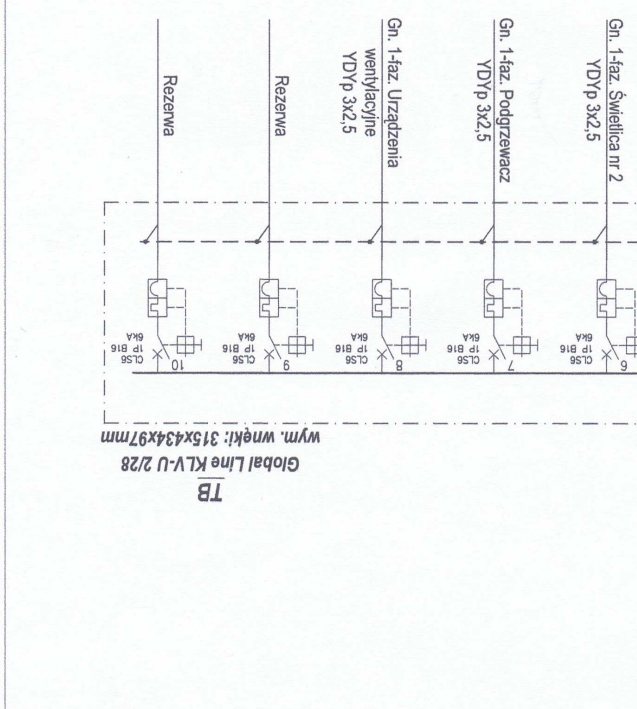 Gn. 1-faz. Świetlica nr 2
YDYp 3x2,5
Gn. 1-faz. Podgrzewacz
YDYp 3x2,5
Gn. 1-faz. Urządzenia
wentylacyjne
YDYp 3x2,5
Rezerwa
Rezerwa
6
CLS6
1P B16
6kA
7
CLS6
1P B16
6kA
8
CLS6
1P B16
6kA
9
CLS6
1P B16
6kA
10
CLS6
1P B16
6kA
TB
Global Line KLV-U 2/28
wym. wnęki: 315x434x97mm